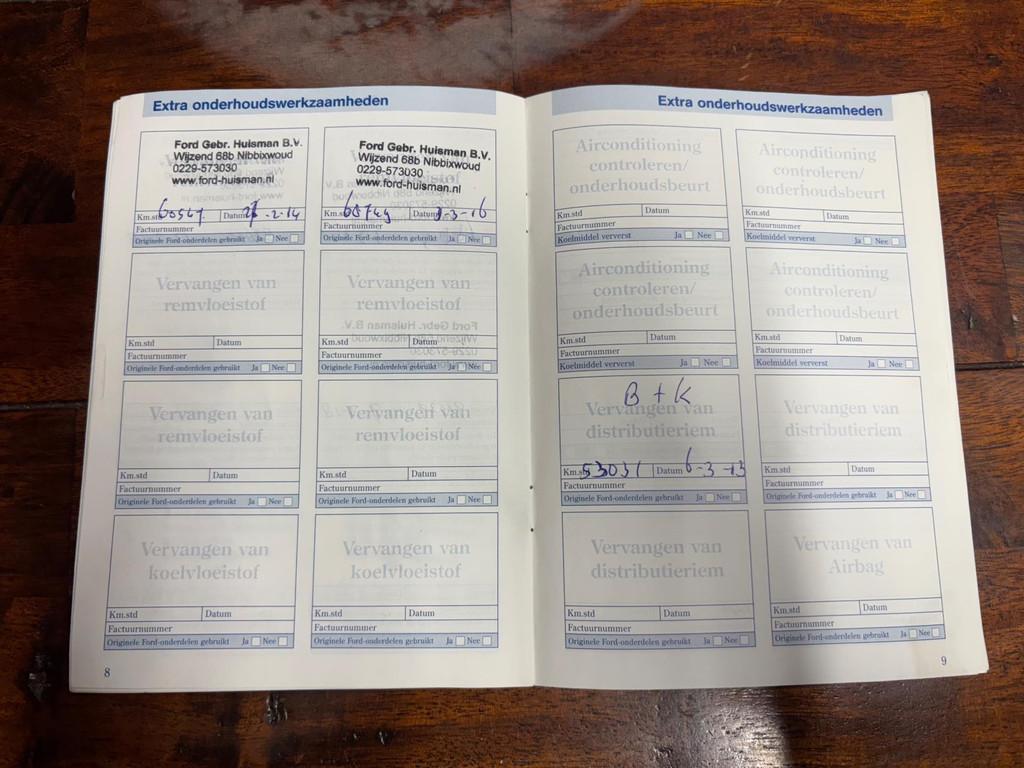 Extra onderhoudswerkzaamheden
Ford Gebr. Huisman B.V.
Wijzend 68b Nibbixwoud
0229-573030
www.ford-huisman.nl
Km.std Datum -2-14
Factuurnummer
Originele Ford-onderdelen gebruikt Ja Nee
Ford Gebr. Huisman B.V.
Wijzend 68b Nibbixwoud
0229-573030
www.ford-huisman.nl
Km.std Datum -3-16
Factuurnummer
Originele Ford-onderdelen gebruikt Ja Nee
Vervangen van
remvloeistof
Km.std Datum
Factuurnummer
Originele Ford-onderdelen gebruikt Ja Nee
Vervangen van
remvloeistof
Km.std Datum
Factuurnummer
Originele Ford-onderdelen gebruikt Ja Nee
Vervangen van
remvloeistof
Km.std Datum
Factuurnummer
Originele Ford-onderdelen gebruikt Ja Nee
Vervangen van
remvloeistof
Km.std Datum
Factuurnummer
Originele Ford-onderdelen gebruikt Ja Nee
Vervangen van
koelvloeistof
Km.std Datum
Factuurnummer
Originele Ford-onderdelen gebruikt Ja Nee
Vervangen van
koelvloeistof
Km.std Datum
Factuurnummer
Originele Ford-onderdelen gebruikt Ja Nee
8
Extra onderhoudswerkzaamheden
Airconditioning
controleren/
onderhoudsbeurt
Km.std Datum
Factuurnummer
Koelmiddel ververst Ja Nee
Airconditioning
controleren/
onderhoudsbeurt
Km.std Datum
Factuurnummer
Koelmiddel ververst Ja Nee
Airconditioning
controleren/
onderhoudsbeurt
Km.std Datum
Factuurnummer
Koelmiddel ververst Ja Nee
Airconditioning
controleren/
onderhoudsbeurt
Km.std Datum
Factuurnummer
Koelmiddel ververst Ja Nee
B + K
Vervangen van
distributieriem
Km.std 53031 Datum 6-3-13
Factuurnummer
Originele Ford-onderdelen gebruikt Ja Nee
Vervangen van
distributieriem
Km.std Datum
Factuurnummer
Originele Ford-onderdelen gebruikt Ja Nee
Vervangen van
distributieriem
Km.std Datum
Factuurnummer
Originele Ford-onderdelen gebruikt Ja Nee
Vervangen van
Airbag
Km.std Datum
Factuurnummer
Originele Ford-onderdelen gebruikt Ja Nee
9